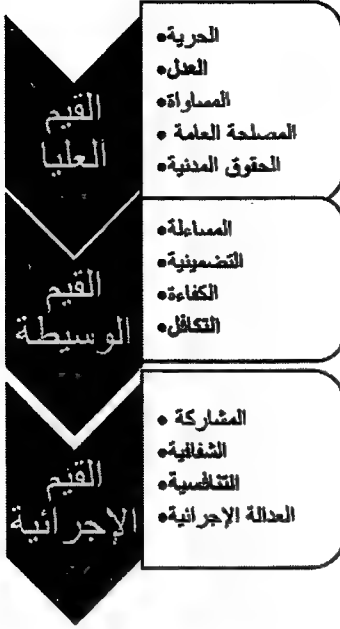 القيم
العليا
الحرية
العدل
المساواة
المصلحة العامة
الحقوق المدنية
القيم
الوسيطة
المساءلة
التضمينية
الكفاءة
التكافل
القيم
الإجرائية
المشاركة
الشفافية
التنافسية
العدالة الإجرائية